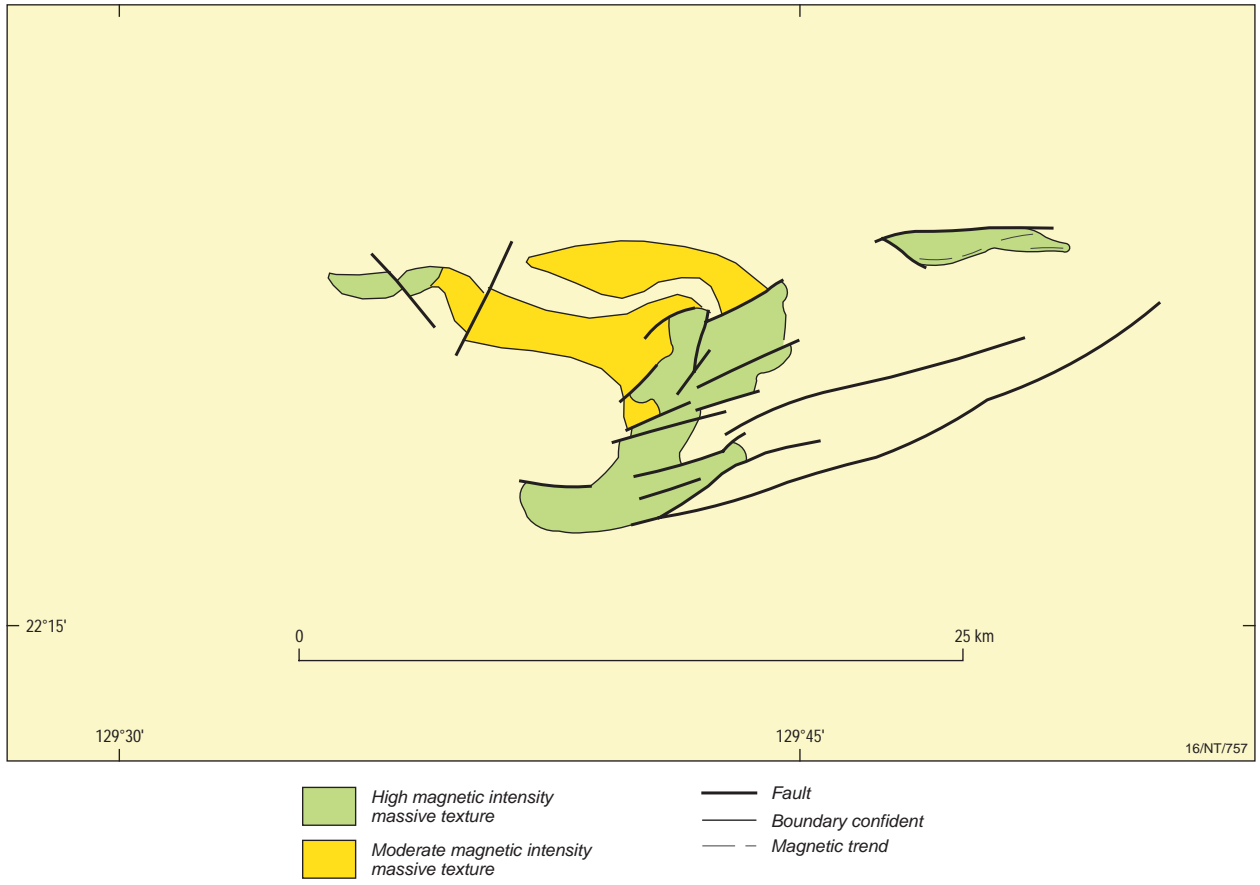 22°15'
0
25 km
129°30'
129°45'
16/NT/757
High magnetic intensity
massive texture
Moderate magnetic intensity
massive texture
Fault
Boundary confident
Magnetic trend